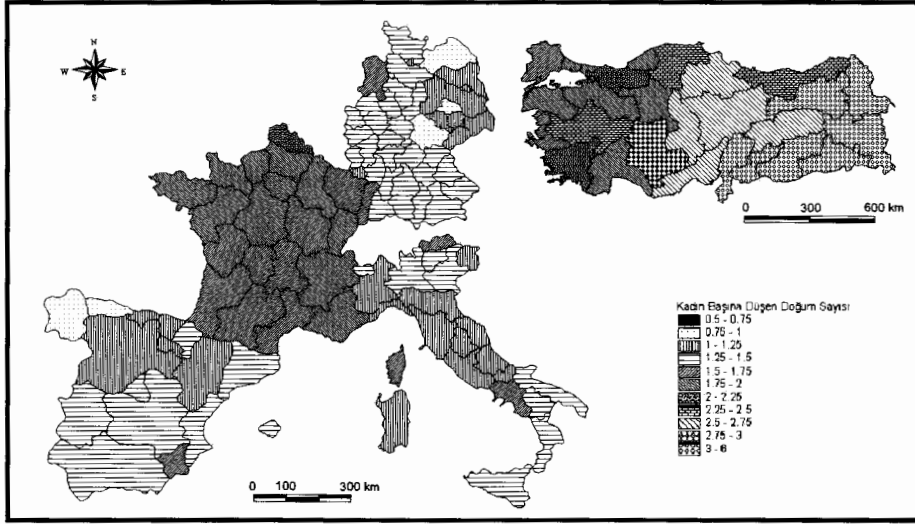 N
W E
S
0 300 600 km
Kadın Başına Düşen Doğum Sayısı
0.5 - 0.75
0.75 - 1
1 - 1.25
1.25 - 1.5
1.5 - 1.75
1.75 - 2
2 - 2.25
2.25 - 2.5
2.5 - 2.75
2.75 - 3
3 - 6
0 100 300 km